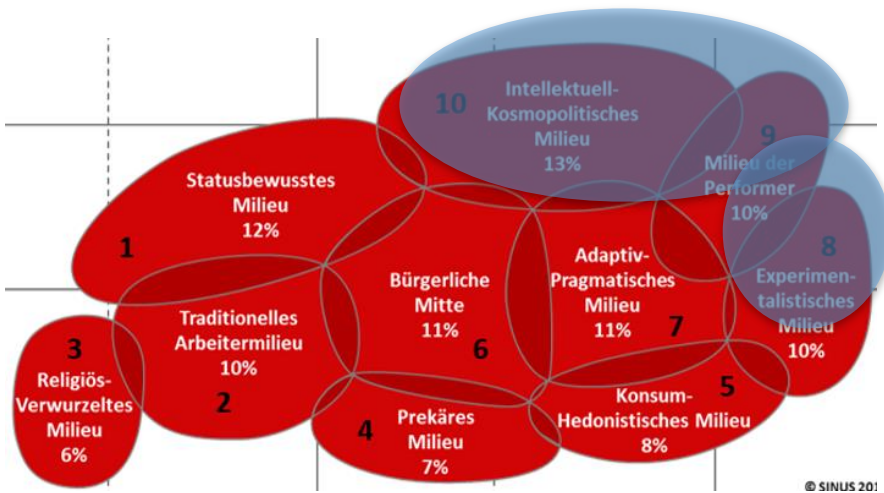 10
Intellektuell-
Kosmopolitisches
Milieu
13%
9
Milieu der
Performer
10%
Statusbewusstes
Milieu
12%
1
8
Experimen-
talistisches
Milieu
10%
Bürgerliche
Mitte
11%
6
Adaptiv-
Pragmatisches
Milieu
11%
7
Traditionelles
Arbeitermilieu
10%
2
3
Religiös-
Verwurzeltes
Milieu
6%
4
Prekäres
Milieu
7%
5
Konsum-
Hedonistisches Milieu
8%
© SINUS 201